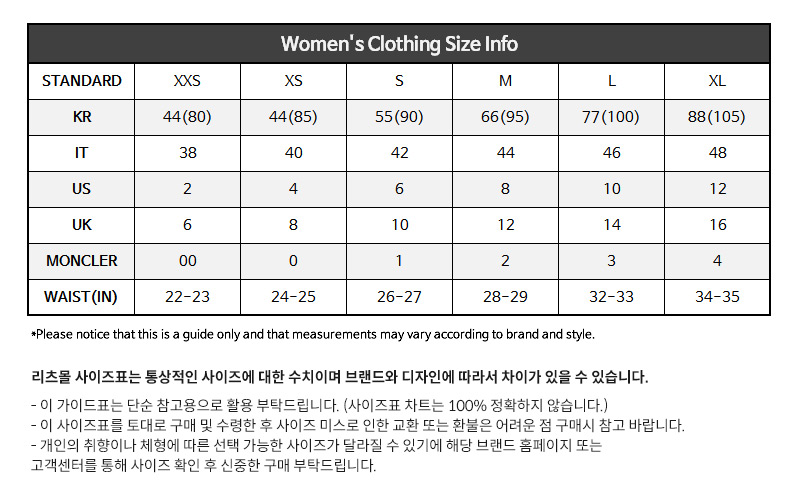 Women's Clothing Size Info
STANDARD XXS XS S M L XL
KR 44(80) 44(85) 55(90) 66(95) 77(100) 88(105)
IT 38 40 42 44 46 48
US 2 4 6 8 10 12
UK 6 8 10 12 14 16
MONCLER 00 0 1 2 3 4
WAIST(IN) 22-23 24-25 26-27 28-29 32-33 34-35
*Please notice that this is a guide only and that measurements may vary according to brand and style.
리츠몰 사이즈표는 통상적인 사이즈에 대한 수치이며 브랜드와 디자인에 따라서 차이가 있을 수 있습니다.
- 이 가이드표는 단순 참고용으로 활용 부탁드립니다. (사이즈표 차트는 100% 정확하지 않습니다.)
- 이 사이즈표를 토대로 구매 및 수령한 후 사이즈 미스로 인한 교환 또는 환불은 어려운 점 구매시 참고 바랍니다.
- 개인의 취향이나 체형에 따른 선택 가능한 사이즈가 달라질 수 있기에 해당 브랜드 홈페이지 또는
고객센터를 통해 사이즈 확인 후 신중한 구매 부탁드립니다.